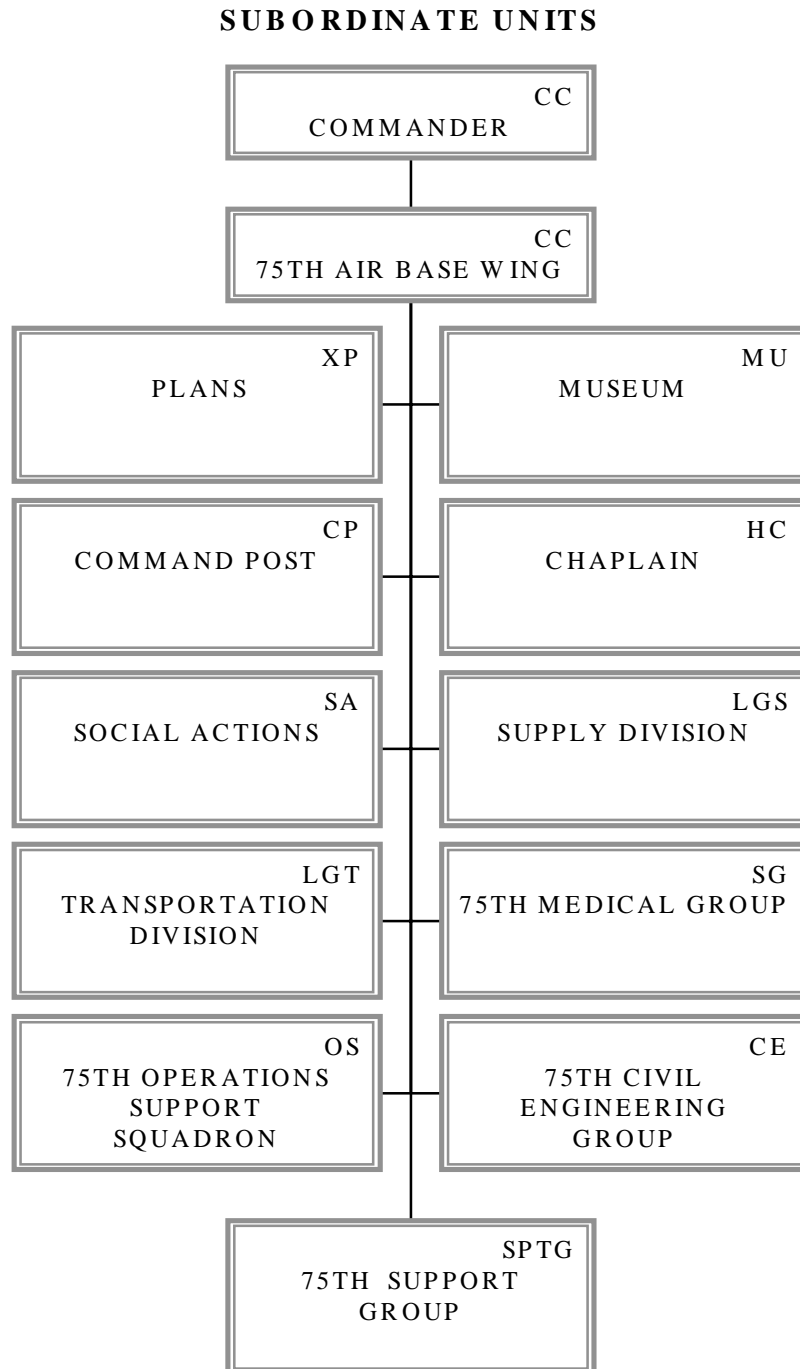 SUBORDINATE UNITS
CC
COMMANDER
CC
75TH AIR BASE WING
XP
PLANS
MU
MUSEUM
CP
COMMAND POST
HC
CHAPLAIN
SA
SOCIAL ACTIONS
LGS
SUPPLY DIVISION
LGT
TRANSPORTATION
DIVISION
SG
75TH MEDICAL GROUP
OS
75TH OPERATIONS
SUPPORT
SQUADRON
CE
75TH CIVIL
ENGINEERING
GROUP
SPTG
75TH SUPPORT
GROUP